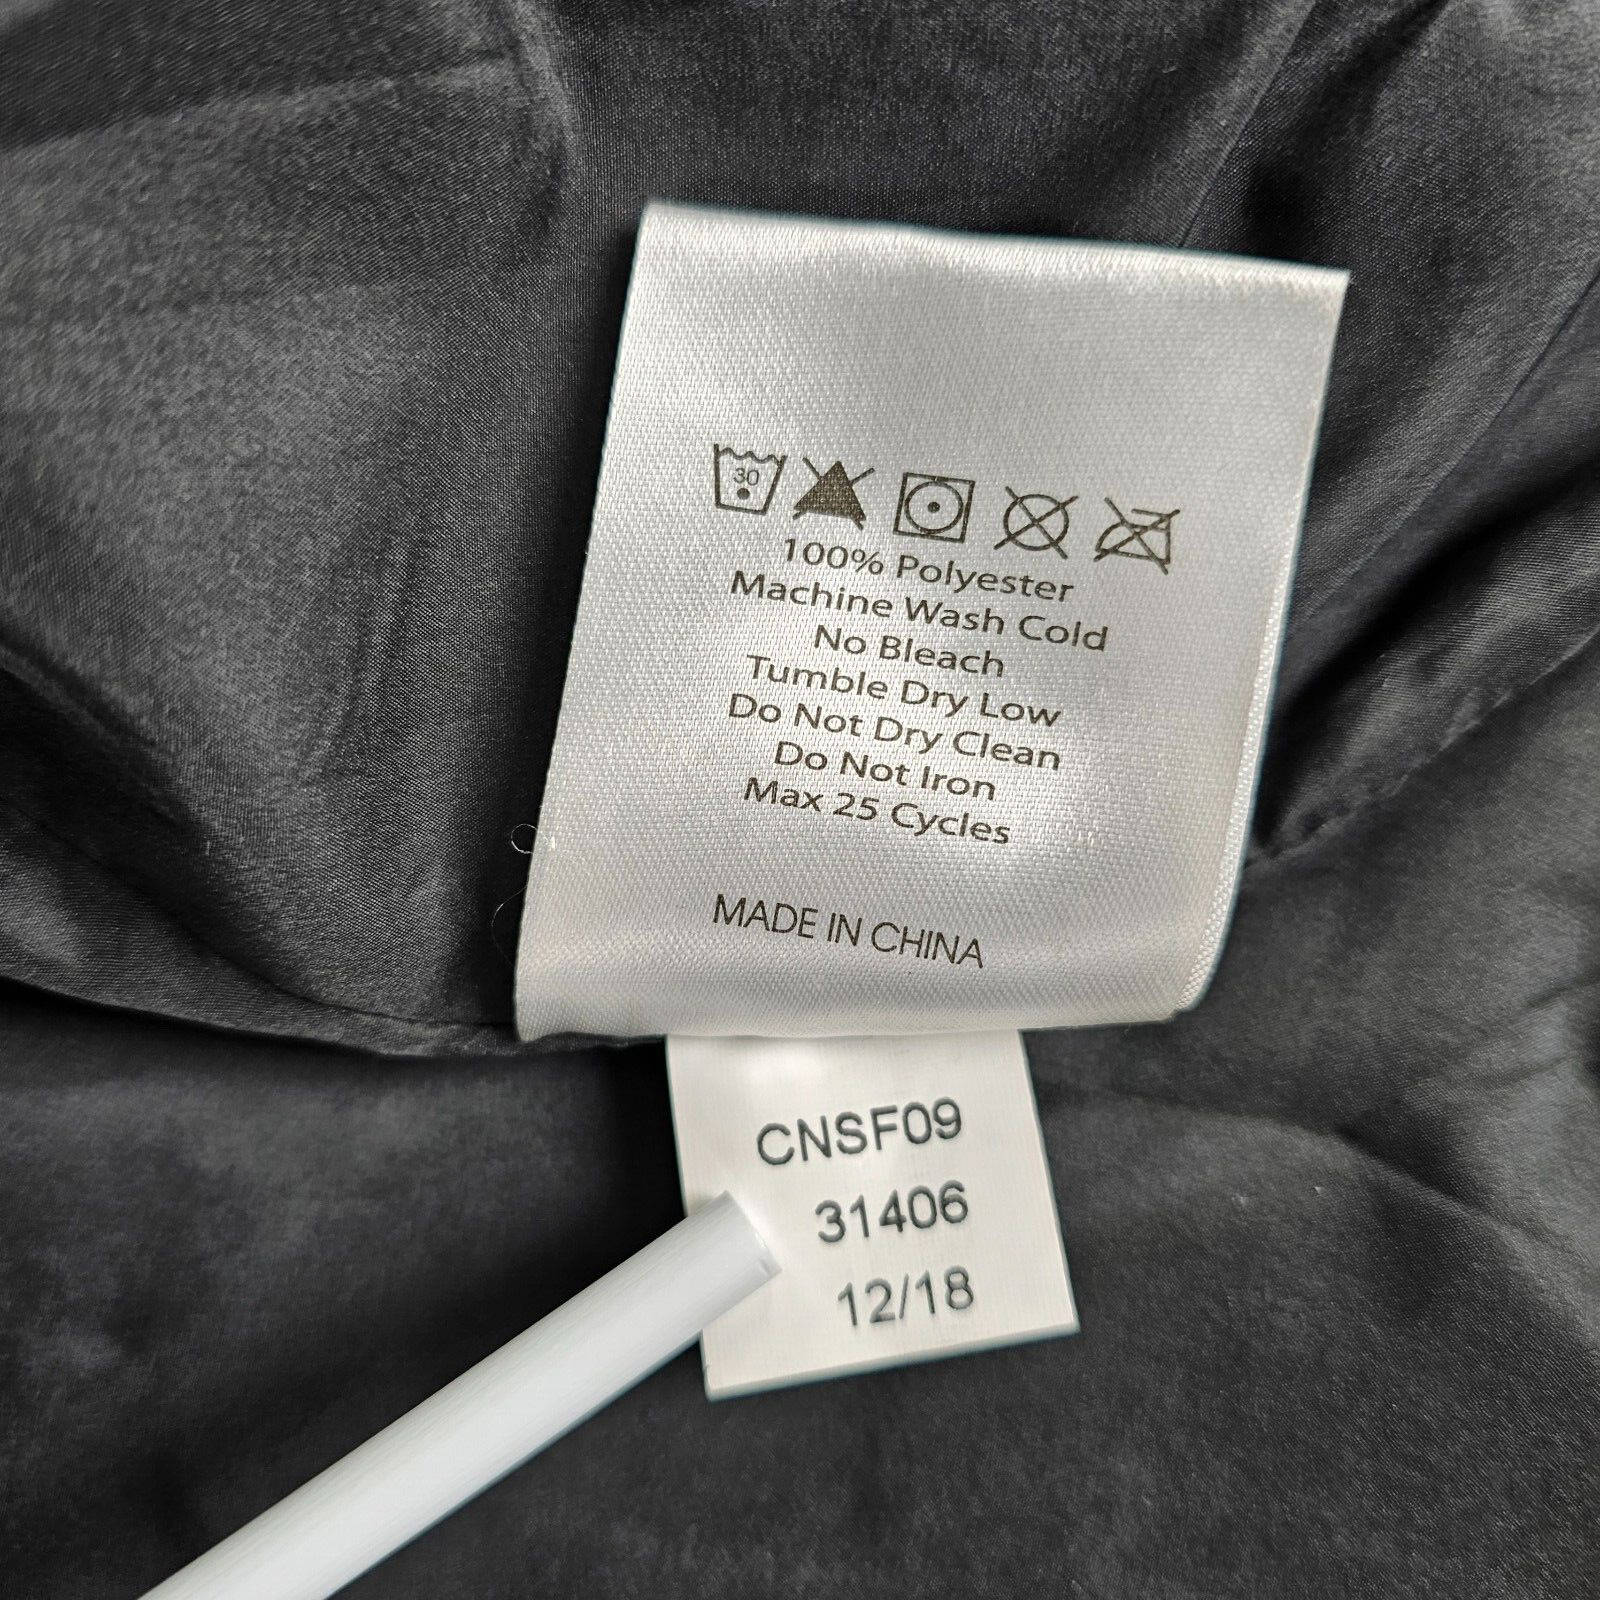 30
100% Polyester
Machine Wash Cold
No Bleach
Tumble Dry Low
Do Not Dry Clean
Do Not Iron
Max 25 Cycles
MADE IN CHINA
CNSF09
31406
12/18